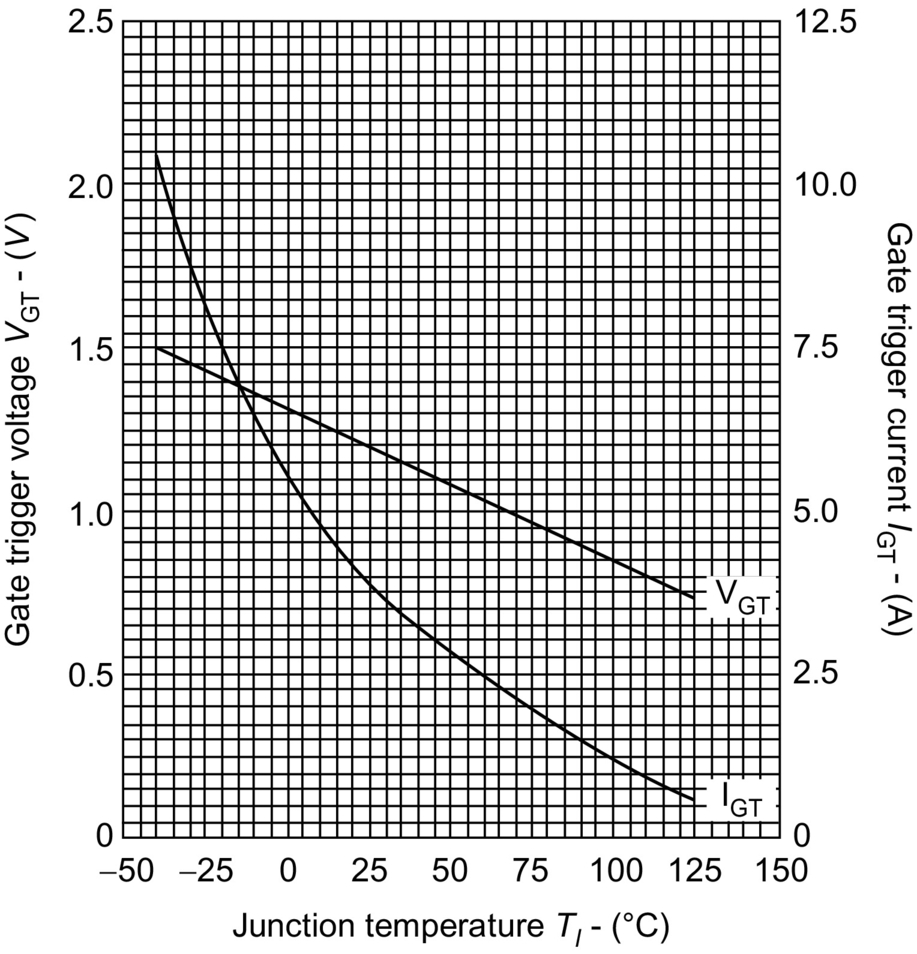 2.5
2.0
1.5
1.0
0.5
0
12.5
10.0
7.5
5.0
2.5
0
Gate trigger voltage VGT - (V)
Gate trigger current IGT - (A)
VGT
IGT
–50 –25 0 25 50 75 100 125 150
Junction temperature Tl - (°C)